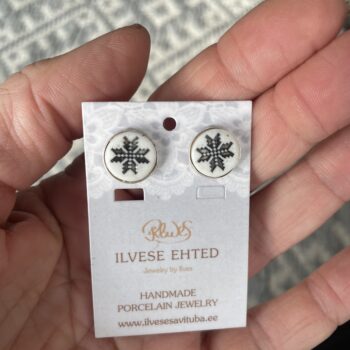 ILVESE EHTED
Jewelry by Ilves
HANDMADE
PORCELAIN JEWELRY
www.ilvesesavituba.ee